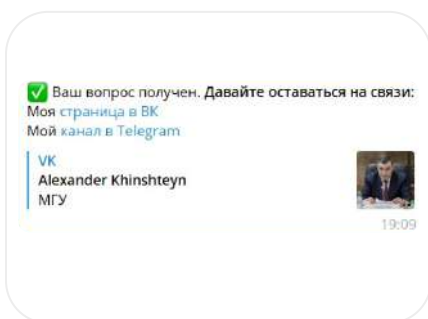 ✅ Ваш вопрос получен. Давайте оставаться на связи:
Моя страница в ВК
Мой канал в Telegram
VK
Alexander Khinshteyn
МГУ
19:09